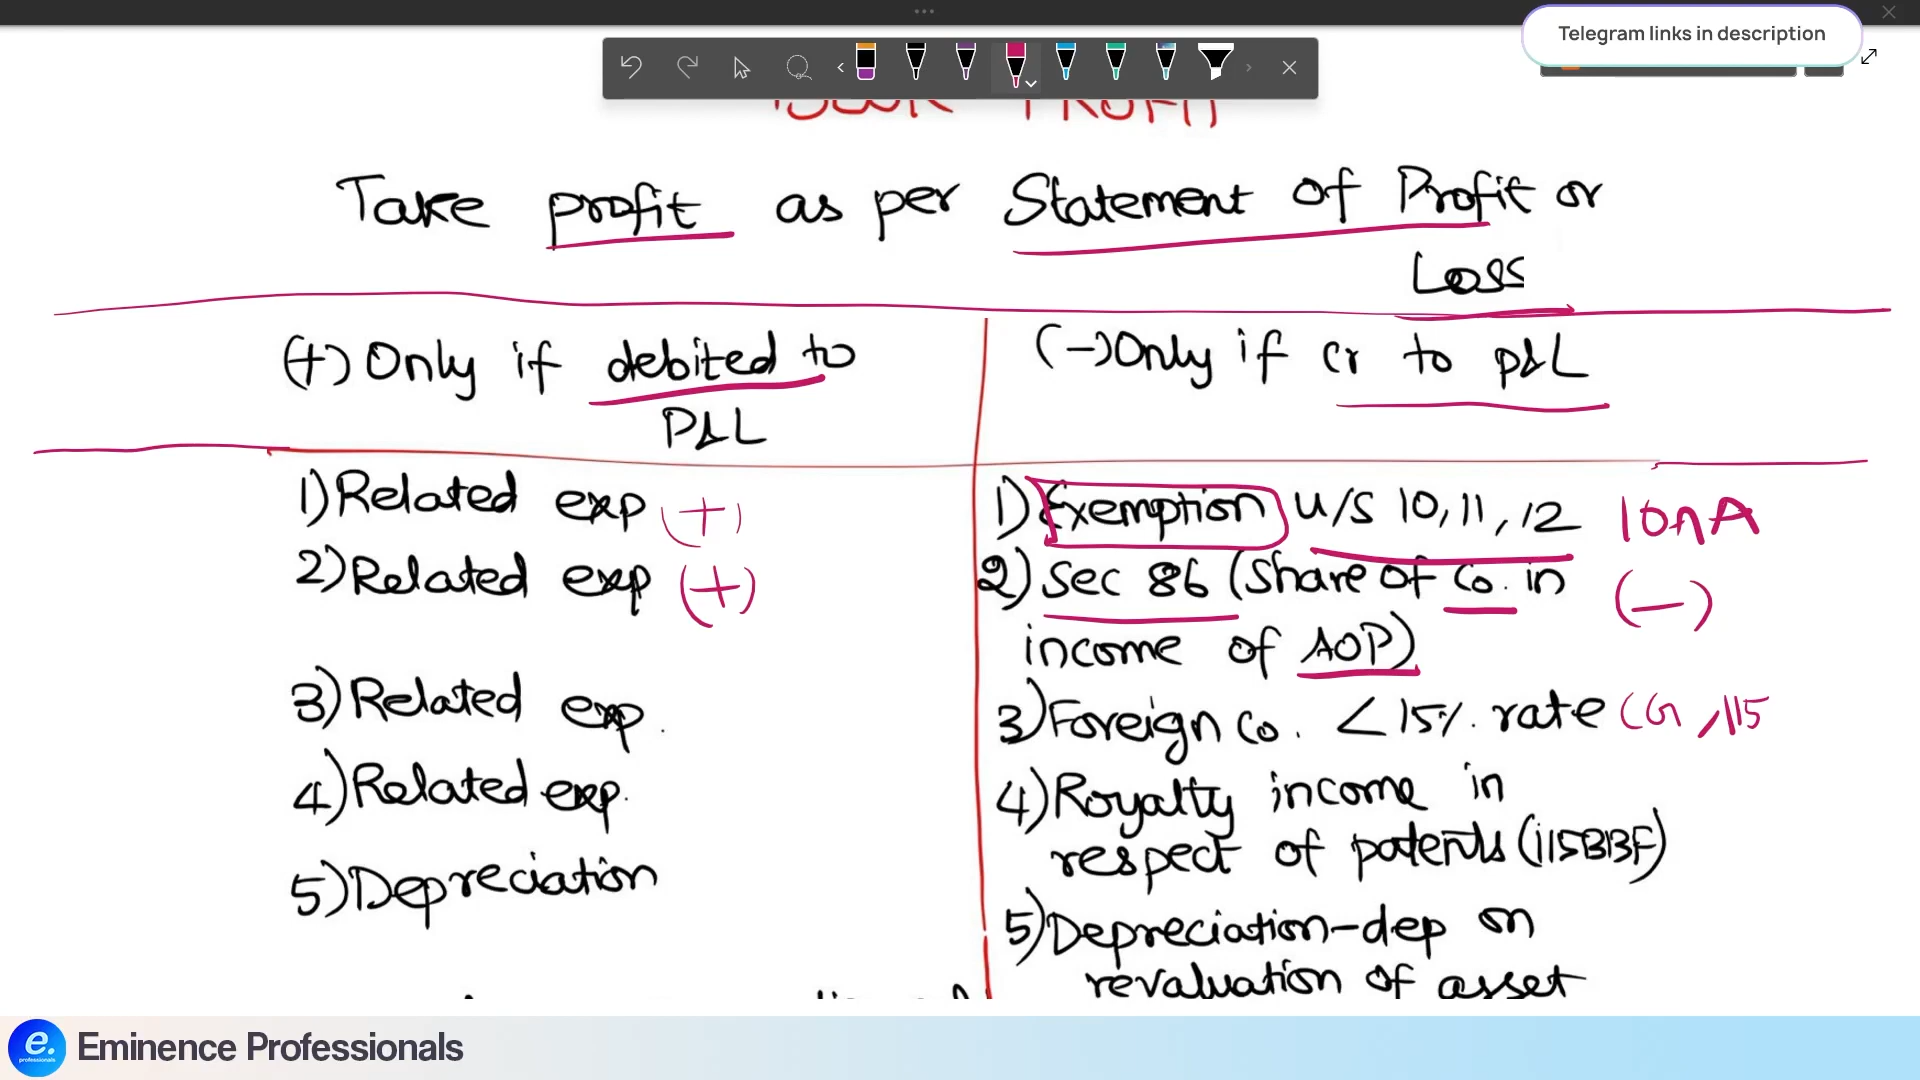 Telegram links in description
BOOK PROFIT
Take profit as per Statement of Profit or
Loss
(+) Only if debited to
P&L
(-) Only if cr to P&L
1) Related exp (+)
2) Related exp (+)
3) Related exp.
4) Related exp.
5) Depreciation
1) Exemption u/s 10, 11, 12 10AA
2) Sec 86 (Share of Co. in (-)
income of AOP)
3) Foreign Co. < 15% rate CG, 115
4) Royalty income in
respect of patents (115BBF)
5) Depreciation - dep on
revaluation of asset
e.
professionals
Eminence Professionals